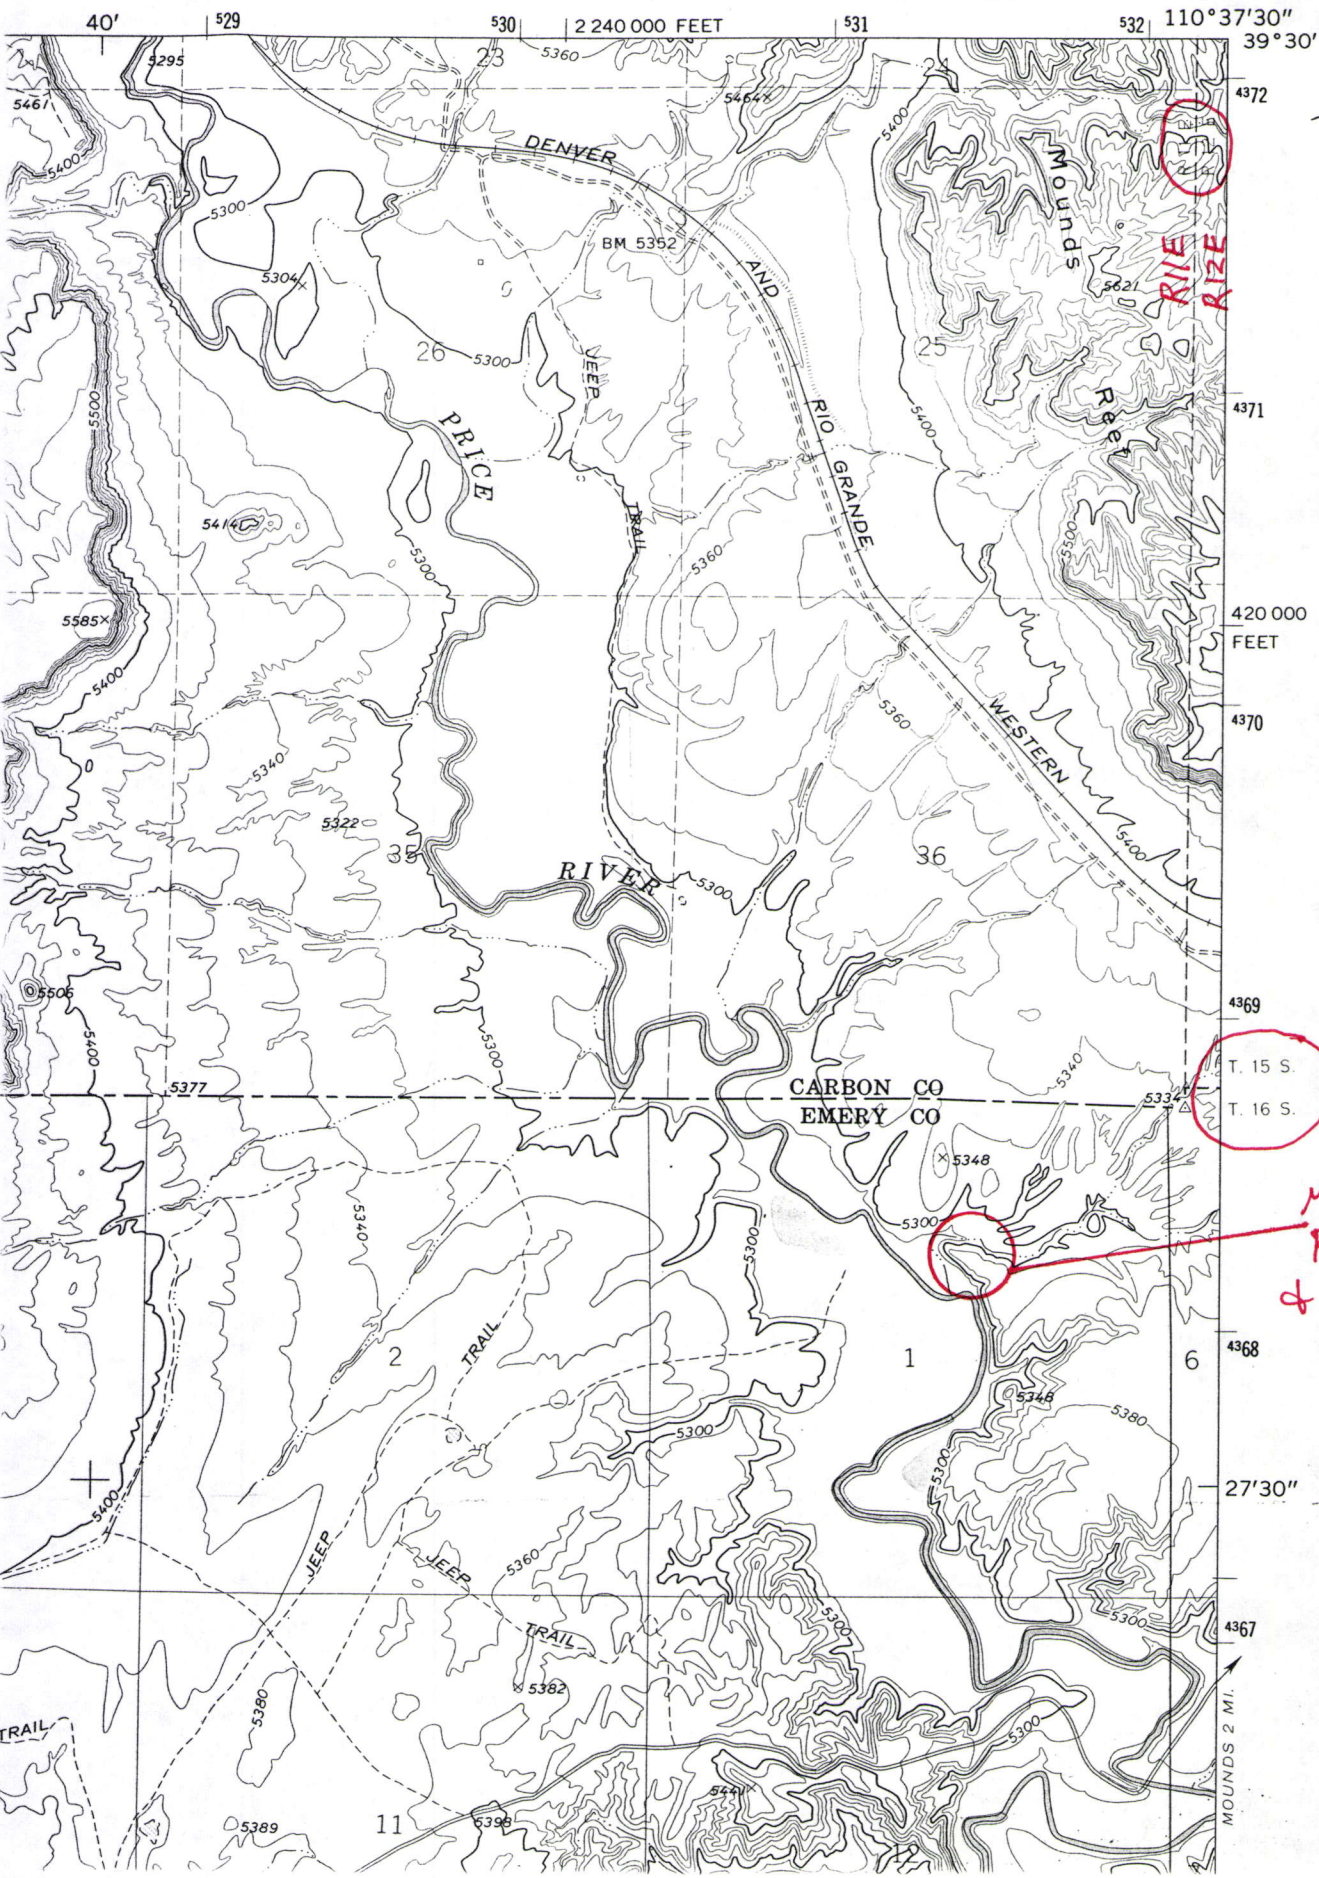 40' 529 530 2 240 000 FEET 531 532 110°37'30"
39°30'
5295 23 5360 24
5461 5464 4372
5400 5400
DENVER
Mounds
5300
BM 5352
R11E
R12E
AND
5304 5621
26 5300 25
JEEP
5500 4371
RIO
5400
Reef
PRICE
GRANDE
5414 TRAIL
5300 5360 5500
5585 420 000
FEET
5400
5360 WESTERN 4370
5340
5322 5400
35 36
RIVER 5300
5506 4369
5400 5300
T. 15 S.
5340
5377 CARBON CO 5334
EMERY CO T. 16 S.
5348
5340 5300
5300
TRAIL
2 1 6 4368
5348
5380
5300
5300
27'30"
5400
JEEP JEEP 5360
5300 5300
TRAIL 4367
5382
5380
TRAIL 5300
MOUNDS 2 MI.
5441
5389 11 5398
12